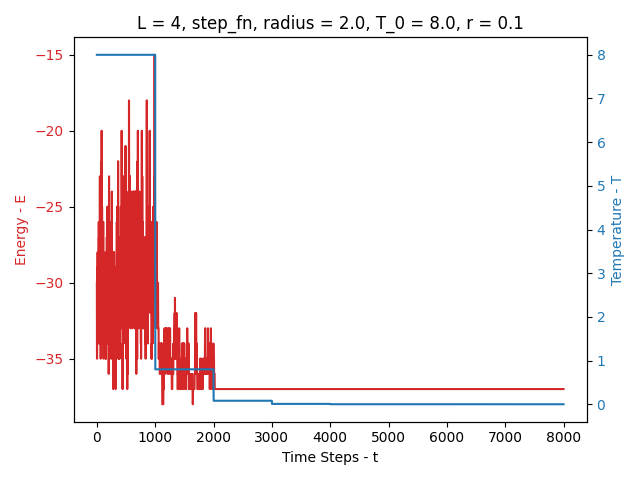 L = 4, step_fn, radius = 2.0, T_0 = 8.0, r = 0.1
−15
−20
−25
−30
−35
Energy - E
8
7
6
5
4
3
2
1
0
Temperature - T
0 1000 2000 3000 4000 5000 6000 7000 8000
Time Steps - t